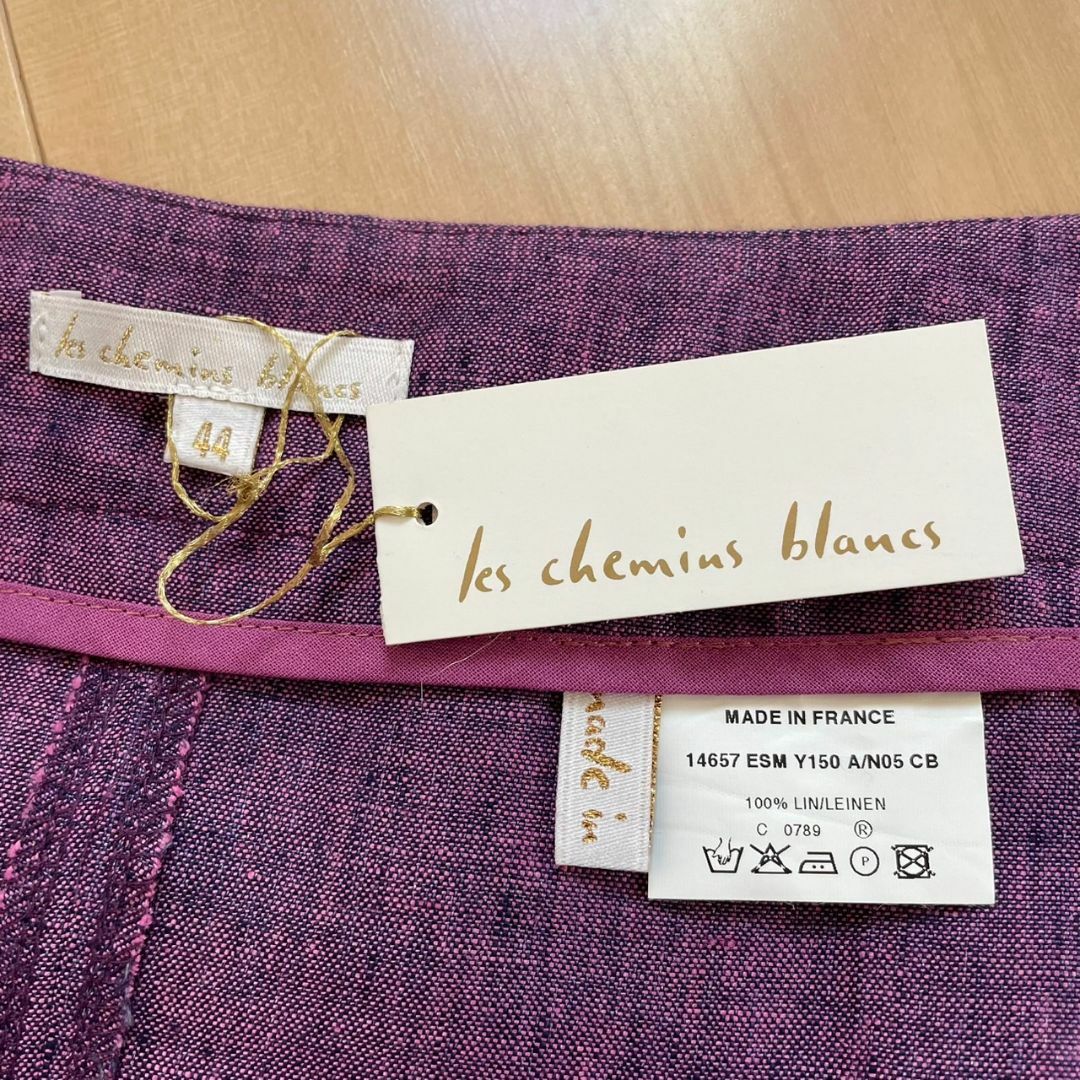 les chemins blancs
44
les chemins blancs
made in
MADE IN FRANCE
14657 ESM Y150 A/N05 CB
100% LIN/LEINEN
C 0789 ®
P